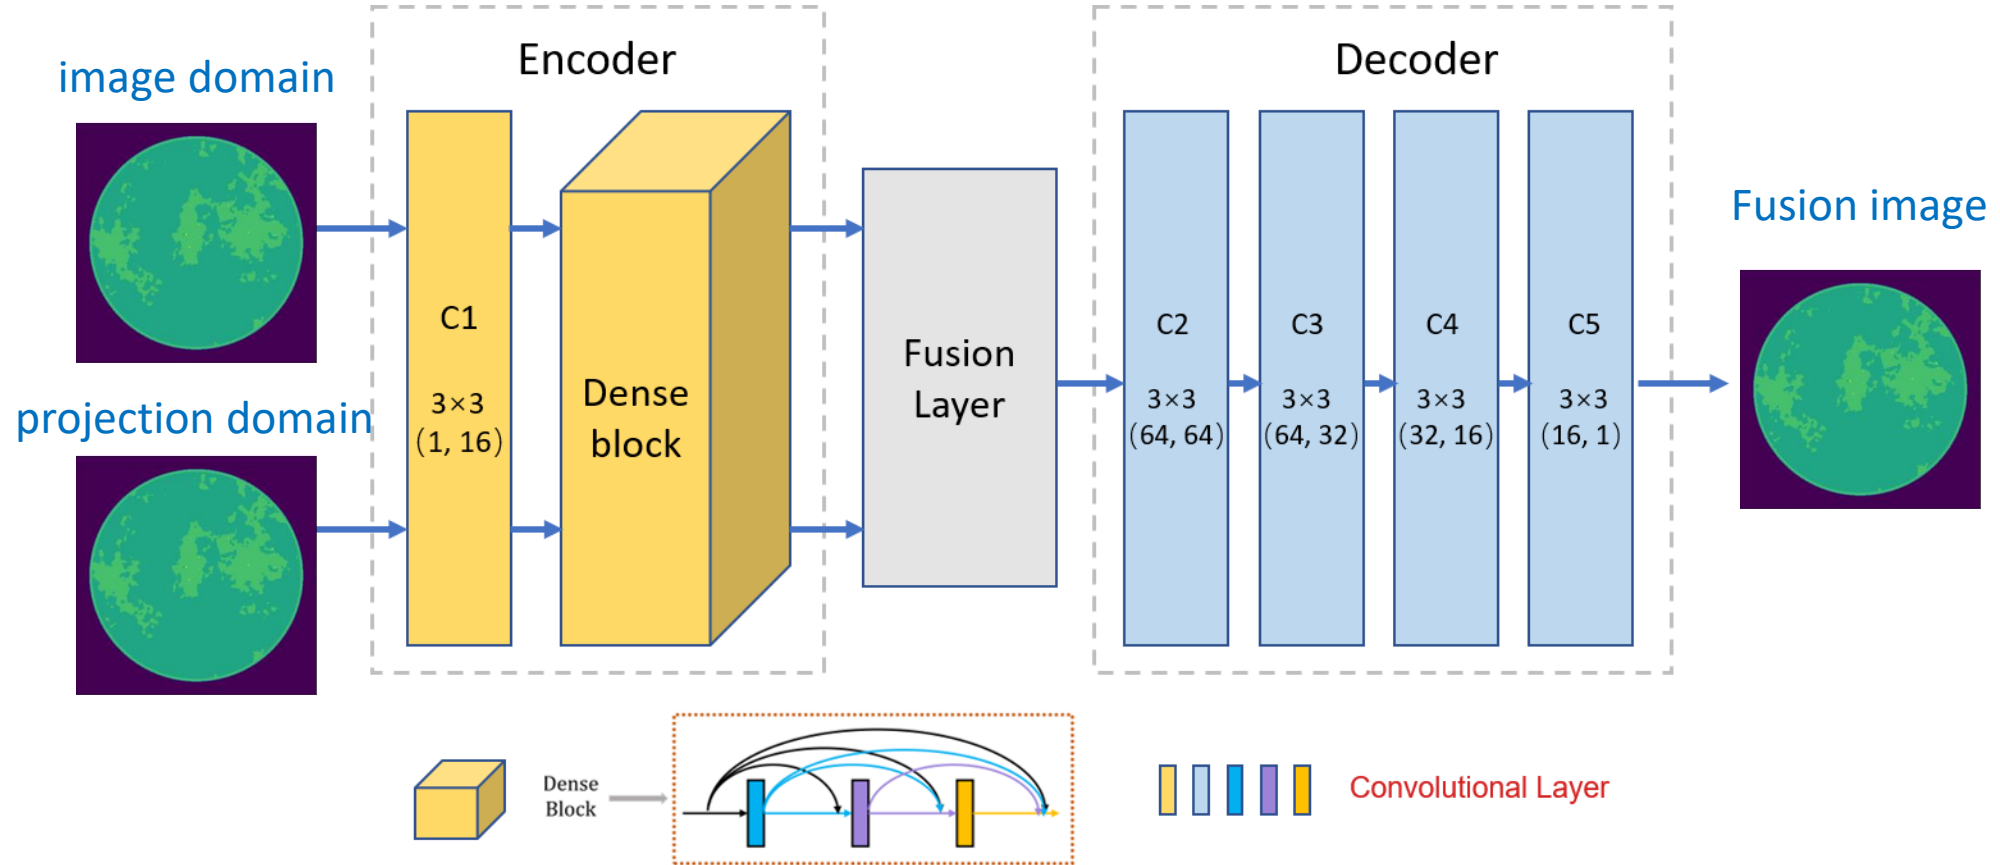 image domain
projection domain
Encoder
C1
3×3
(1, 16)
Dense
block
Fusion
Layer
Decoder
C2
3×3
(64, 64)
C3
3×3
(64, 32)
C4
3×3
(32, 16)
C5
3×3
(16, 1)
Fusion image
Dense
Block
Convolutional Layer